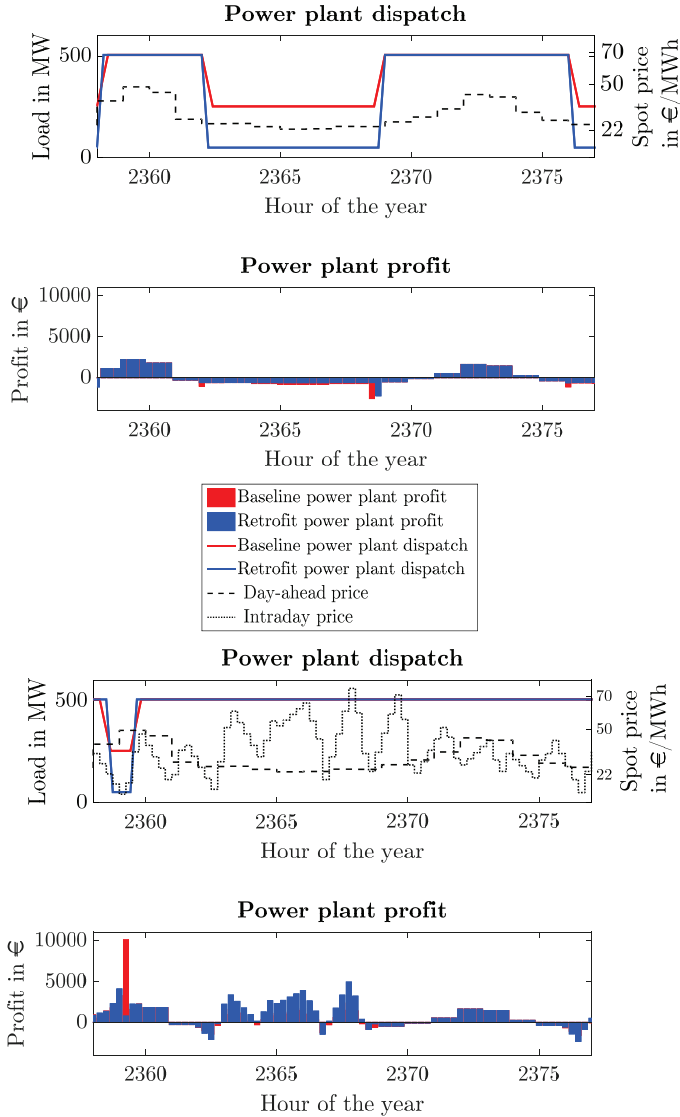 Power plant dispatch
Load in MW
500
0
70
50
22
Spot price
in €/MWh
2360 2365 2370 2375
Hour of the year
Power plant profit
Profit in €
10000
5000
0
2360 2365 2370 2375
Hour of the year
Baseline power plant profit
Retrofit power plant profit
Baseline power plant dispatch
Retrofit power plant dispatch
Day-ahead price
Intraday price
Power plant dispatch
Load in MW
500
0
70
50
22
Spot price
in €/MWh
2360 2365 2370 2375
Hour of the year
Power plant profit
Profit in €
10000
5000
0
2360 2365 2370 2375
Hour of the year